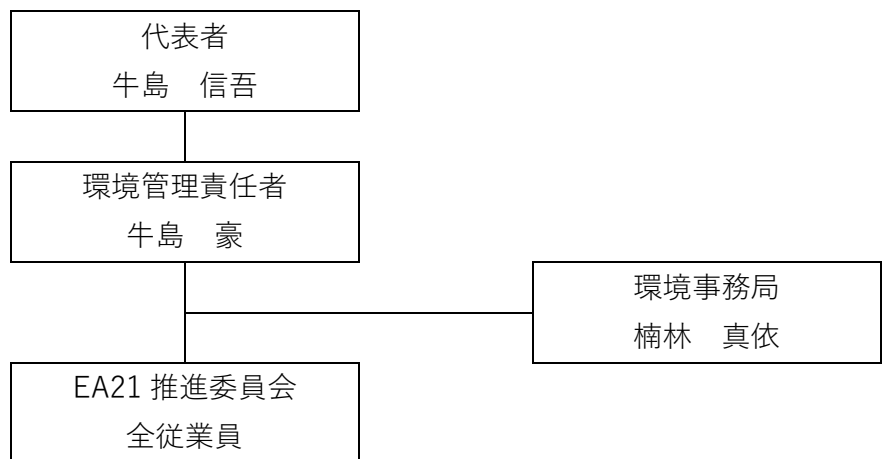 代表者
牛島　信吾
環境管理責任者
牛島　豪
環境事務局
楠林　真依
EA21 推進委員会
全従業員